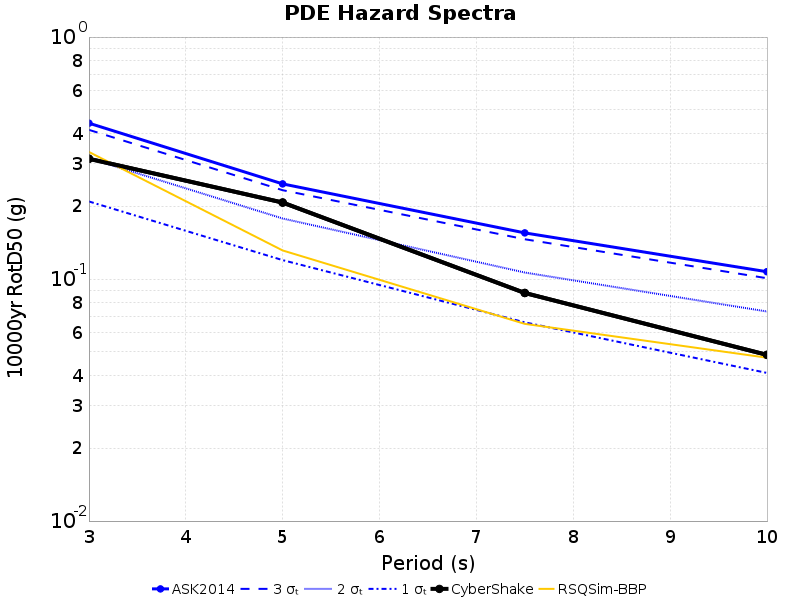 PDE Hazard Spectra
10⁰
8
6
4
3
2
10⁻¹
8
6
4
3
2
10⁻²
10000yr RotD50 (g)
3 4 5 6 7 8 9 10
Period (s)
ASK2014 3 σₜ 2 σₜ 1 σₜ CyberShake RSQSim-BBP